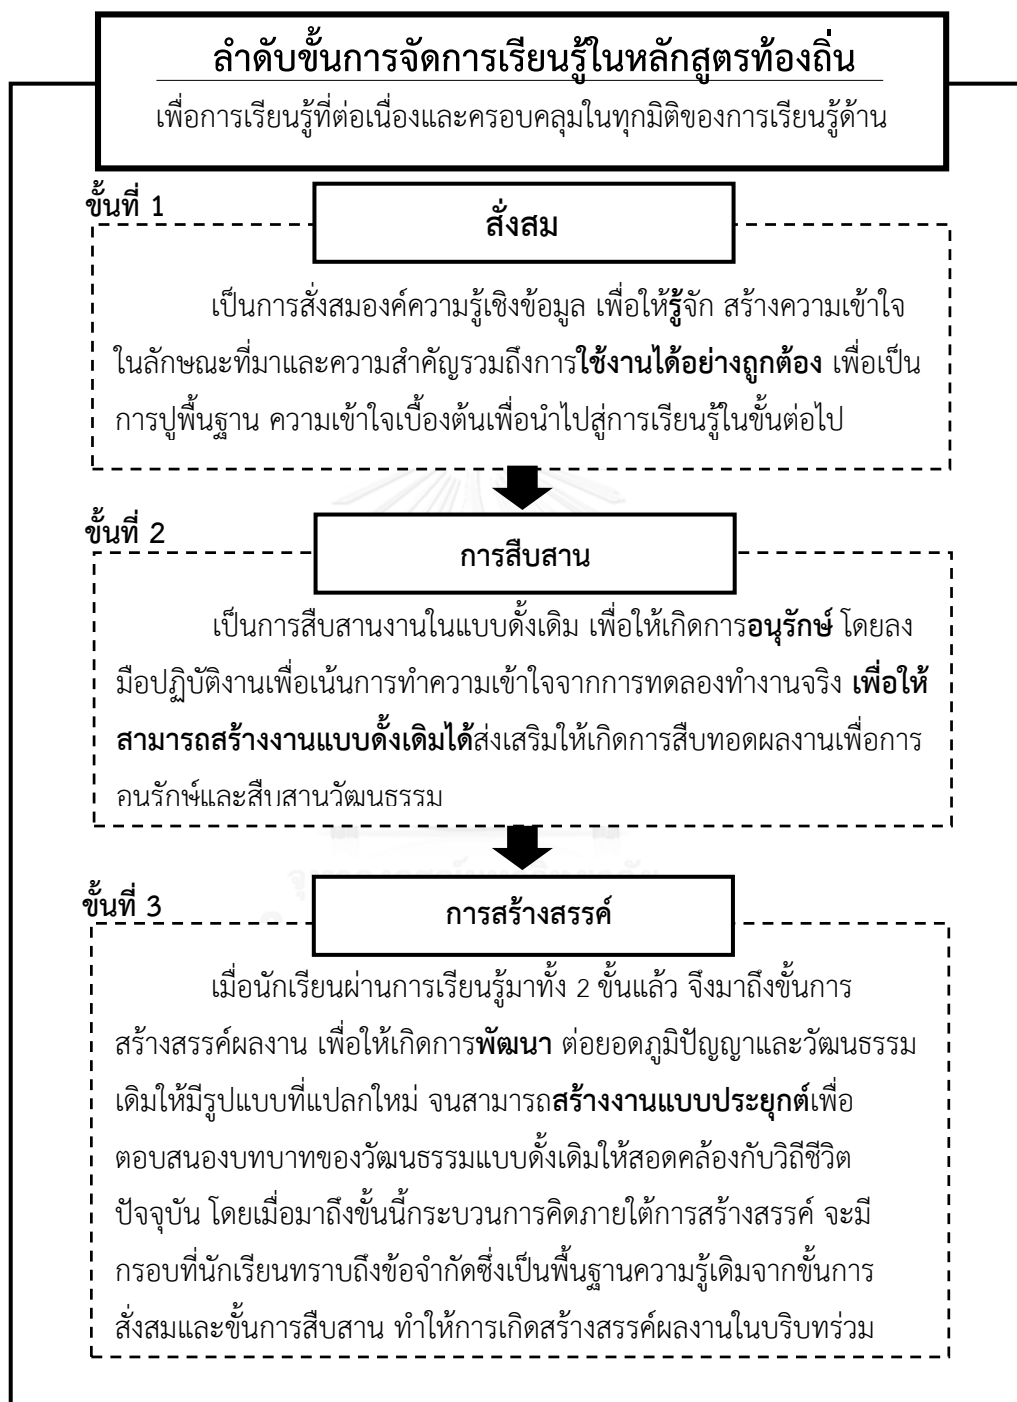 ลำดับขั้นการจัดการเรียนรู้ในหลักสูตรท้องถิ่น
เพื่อการเรียนรู้ที่ต่อเนื่องและครอบคลุมในทุกมิติของการเรียนรู้ด้าน
ขั้นที่ 1
สั่งสม
เป็นการสั่งสมองค์ความรู้เชิงข้อมูล เพื่อให้รู้จัก สร้างความเข้าใจ
ในลักษณะที่มาและความสำคัญรวมถึงการใช้งานได้อย่างถูกต้อง เพื่อเป็น
การปูพื้นฐาน ความเข้าใจเบื้องต้นเพื่อนำไปสู่การเรียนรู้ในขั้นต่อไป
ขั้นที่ 2
การสืบสาน
เป็นการสืบสานงานในแบบดั้งเดิม เพื่อให้เกิดการอนุรักษ์ โดยลง
มือปฏิบัติงานเพื่อเน้นการทำความเข้าใจจากการทดลองทำงานจริง เพื่อให้
สามารถสร้างงานแบบดั้งเดิมได้ส่งเสริมให้เกิดการสืบทอดผลงานเพื่อการ
อนุรักษ์และสืบสานวัฒนธรรม
ขั้นที่ 3
การสร้างสรรค์
เมื่อนักเรียนผ่านการเรียนรู้มาทั้ง 2 ขั้นแล้ว จึงมาถึงขั้นการ
สร้างสรรค์ผลงาน เพื่อให้เกิดการพัฒนา ต่อยอดภูมิปัญญาและวัฒนธรรม
เดิมให้มีรูปแบบที่แปลกใหม่ จนสามารถสร้างงานแบบประยุกต์เพื่อ
ตอบสนองบทบาทของวัฒนธรรมแบบดั้งเดิมให้สอดคล้องกับวิถีชีวิต
ปัจจุบัน โดยเมื่อมาถึงขั้นนี้กระบวนการคิดภายใต้การสร้างสรรค์ จะมี
กรอบที่นักเรียนทราบถึงข้อจำกัดซึ่งเป็นพื้นฐานความรู้เดิมจากขั้นการ
สั่งสมและขั้นการสืบสาน ทำให้การเกิดสร้างสรรค์ผลงานในบริบทร่วม